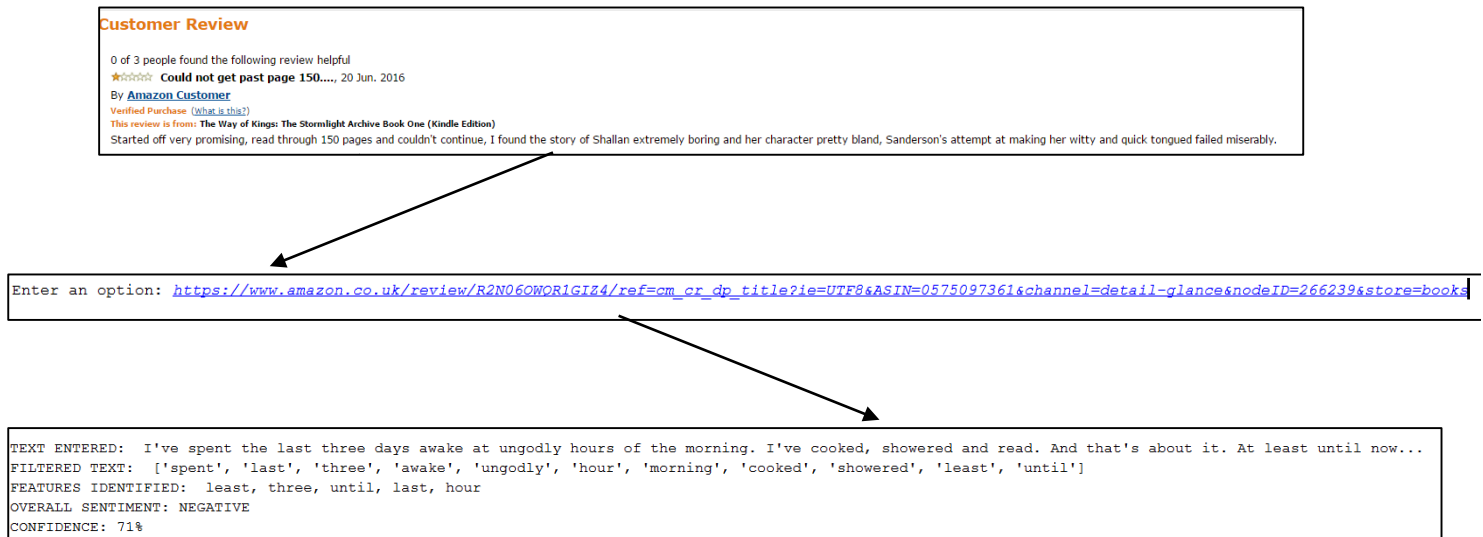 Customer Review
0 of 3 people found the following review helpful
Could not get past page 150...., 20 Jun. 2016
By Amazon Customer
Verified Purchase (What is this?)
This review is from: The Way of Kings: The Stormlight Archive Book One (Kindle Edition)
Started off very promising, read through 150 pages and couldn't continue, I found the story of Shallan extremely boring and her character pretty bland, Sanderson's attempt at making her witty and quick tongued failed miserably.
Enter an option: https://www.amazon.co.uk/review/R2N06OWQR1GIZ4/ref=cm_cr_dp_title?ie=UTF8&ASIN=0575097361&channel=detail-glance&nodeID=266239&store=books
TEXT ENTERED: I've spent the last three days awake at ungodly hours of the morning. I've cooked, showered and read. And that's about it. At least until now...
FILTERED TEXT: ['spent', 'last', 'three', 'awake', 'ungodly', 'hour', 'morning', 'cooked', 'showered', 'least', 'until']
FEATURES IDENTIFIED: least, three, until, last, hour
OVERALL SENTIMENT: NEGATIVE
CONFIDENCE: 71%